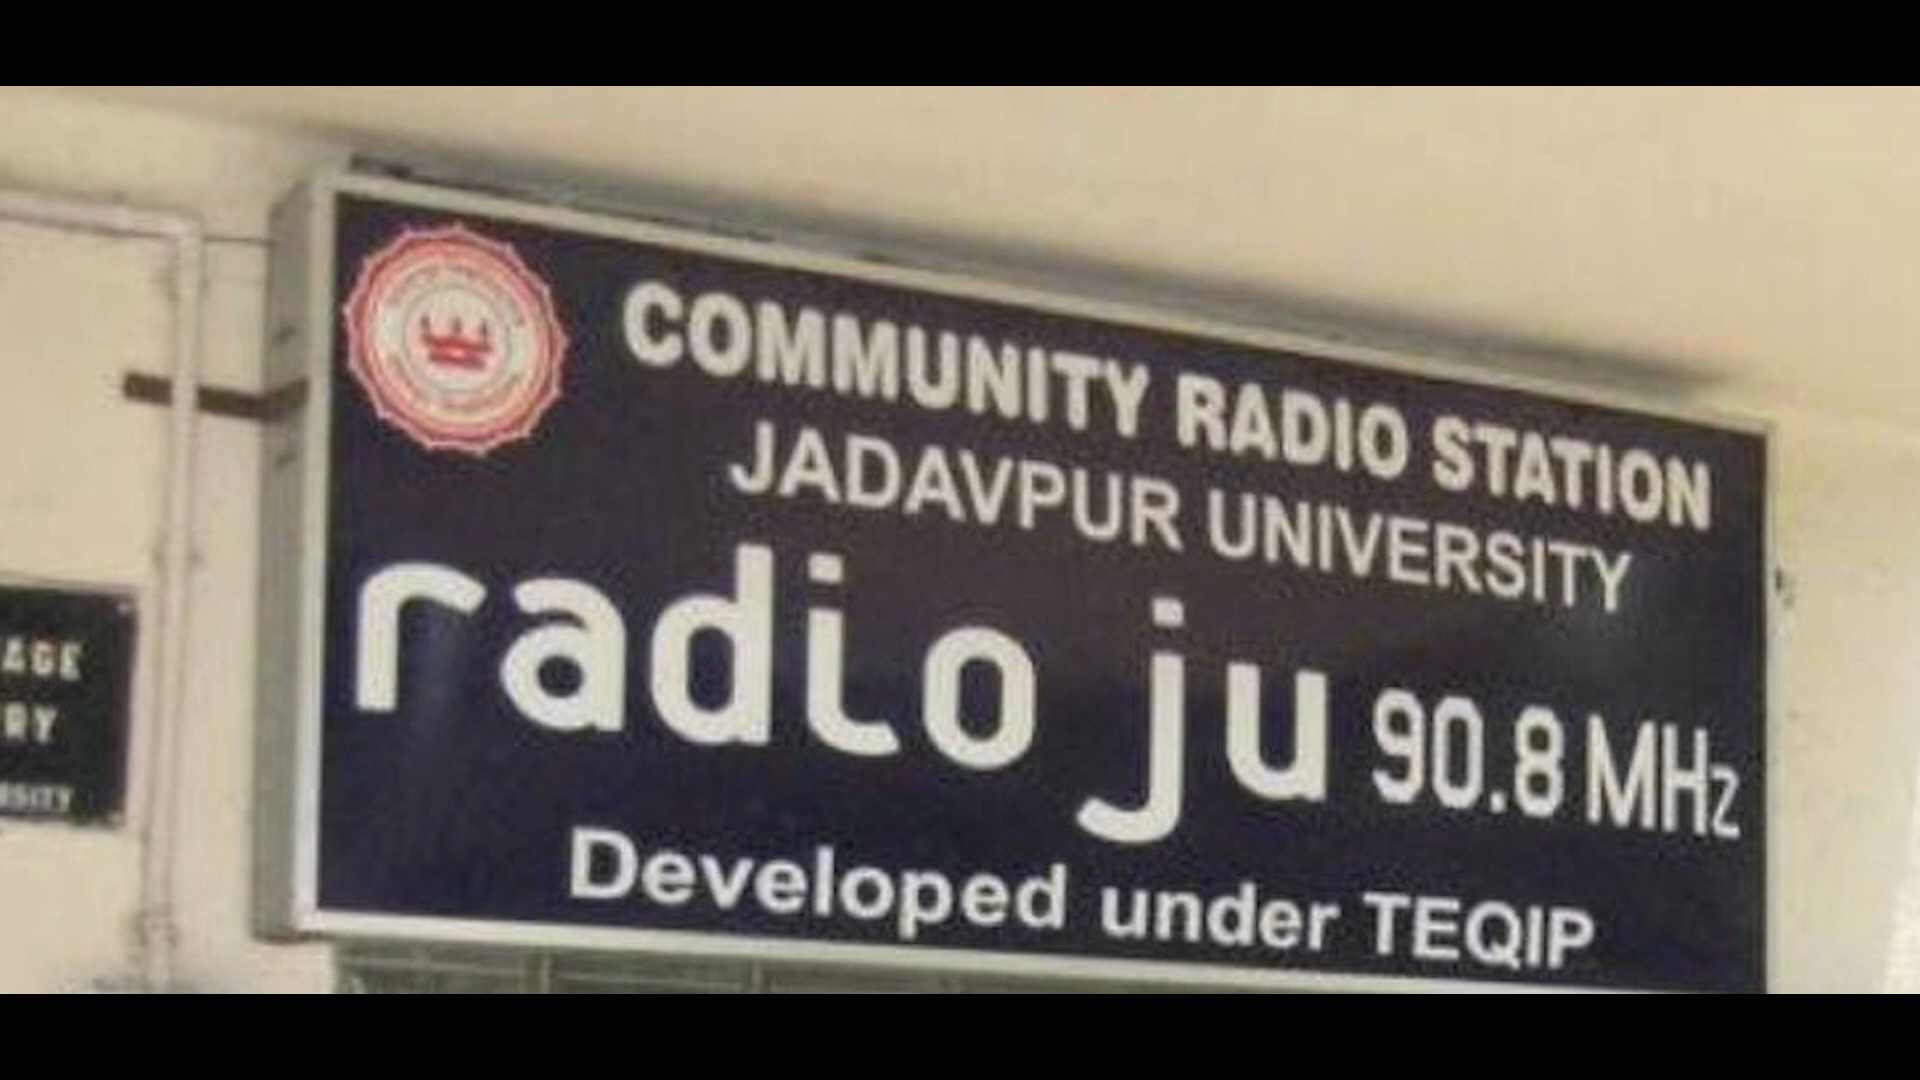 COMMUNITY RADIO STATION
JADAVPUR UNIVERSITY
radio ju 90.8 MHz
Developed under TEQIP